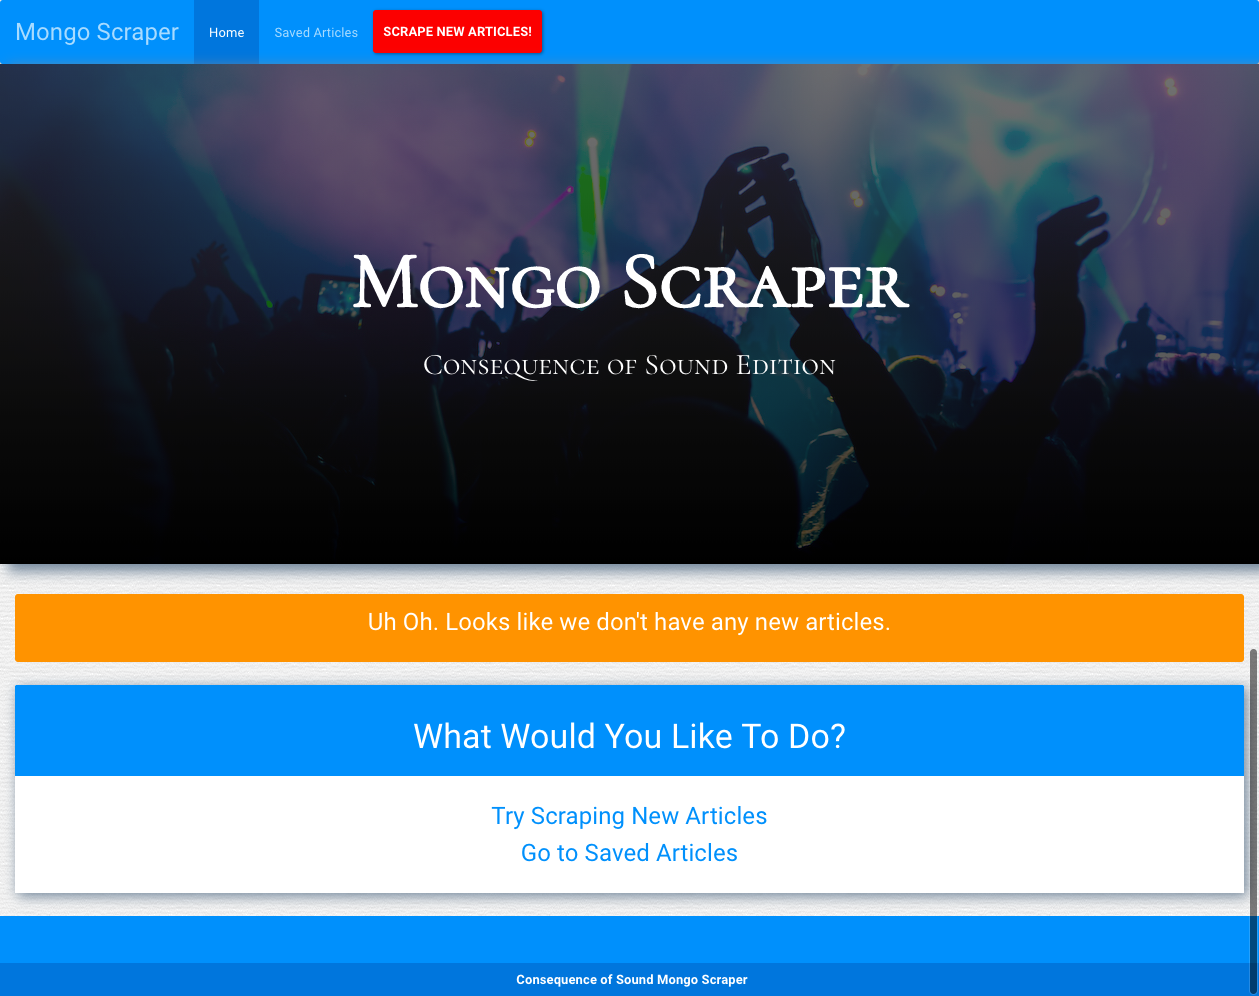 Mongo Scraper
Home
Saved Articles
SCRAPE NEW ARTICLES!
Mongo Scraper
Consequence of Sound Edition
Uh Oh. Looks like we don't have any new articles.
What Would You Like To Do?
Try Scraping New Articles
Go to Saved Articles
Consequence of Sound Mongo Scraper